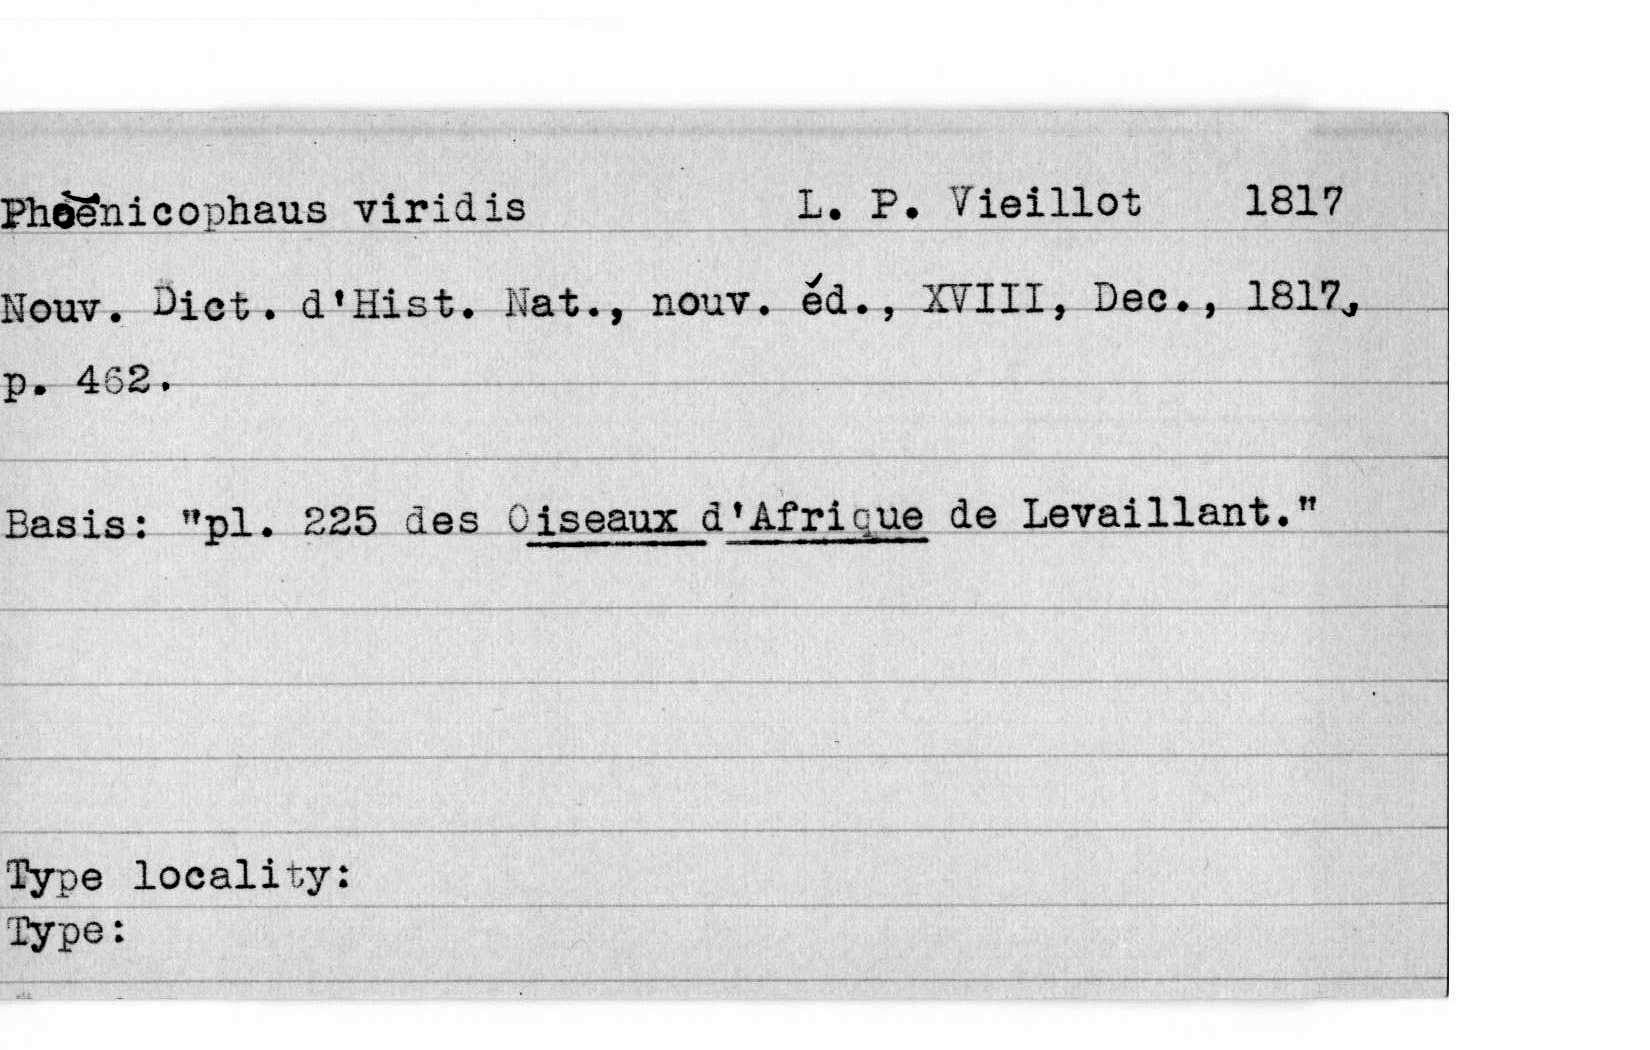 Phoenicophaus viridis L. P. Vieillot 1817
Nouv. Dict. d'Hist. Nat., nouv. éd., XVIII, Dec., 1817,
p. 462.
Basis: "pl. 225 des Oiseaux d'Afrique de Levaillant."
Type locality:
Type: